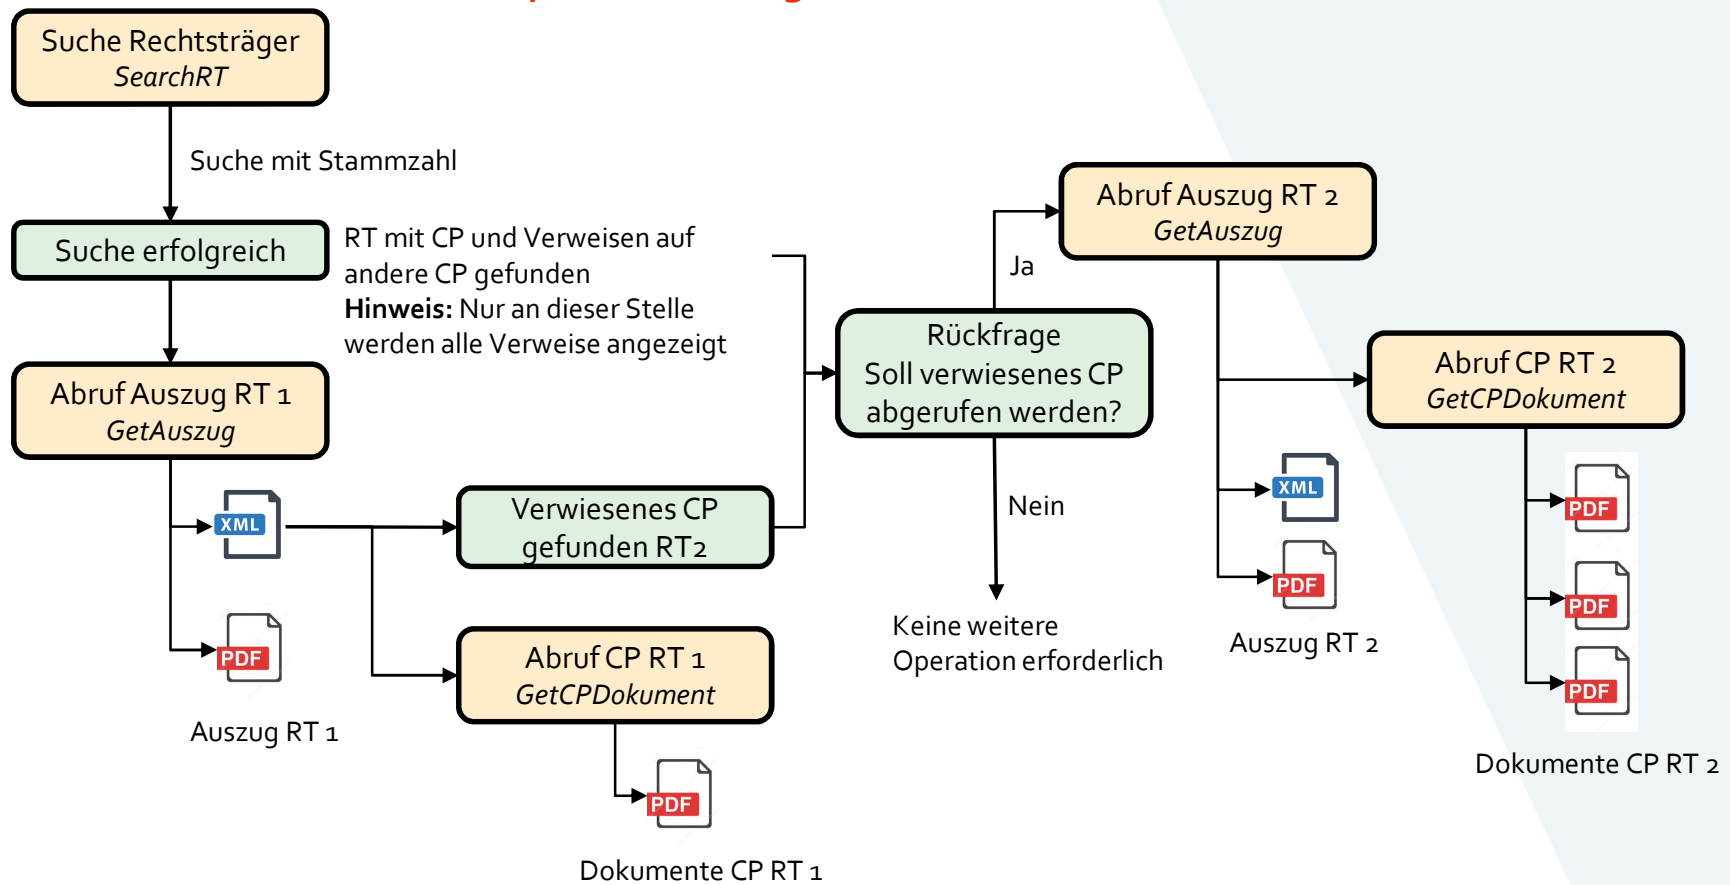 Suche Rechtsträger
SearchRT
Suche mit Stammzahl
Suche erfolgreich
RT mit CP und Verweisen auf
andere CP gefunden
Hinweis: Nur an dieser Stelle
werden alle Verweise angezeigt
Abruf Auszug RT 1
GetAuszug
XML
PDF
Auszug RT 1
Verwiesenes CP
gefunden RT2
Abruf CP RT 1
GetCPDokument
PDF
Dokumente CP RT 1
Rückfrage
Soll verwiesenes CP
abgerufen werden?
Ja
Nein
Keine weitere
Operation erforderlich
Abruf Auszug RT 2
GetAuszug
XML
PDF
Auszug RT 2
Abruf CP RT 2
GetCPDokument
PDF
PDF
PDF
Dokumente CP RT 2